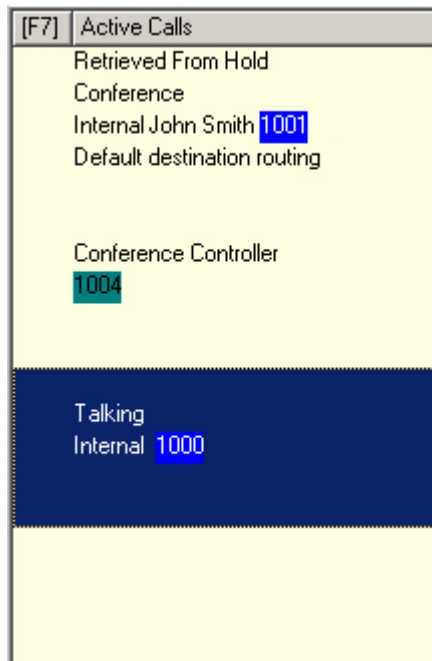 [F7] Active Calls
Retrieved From Hold
Conference
Internal John Smith 1001
Default destination routing
Conference Controller
1004
Talking
Internal 1000